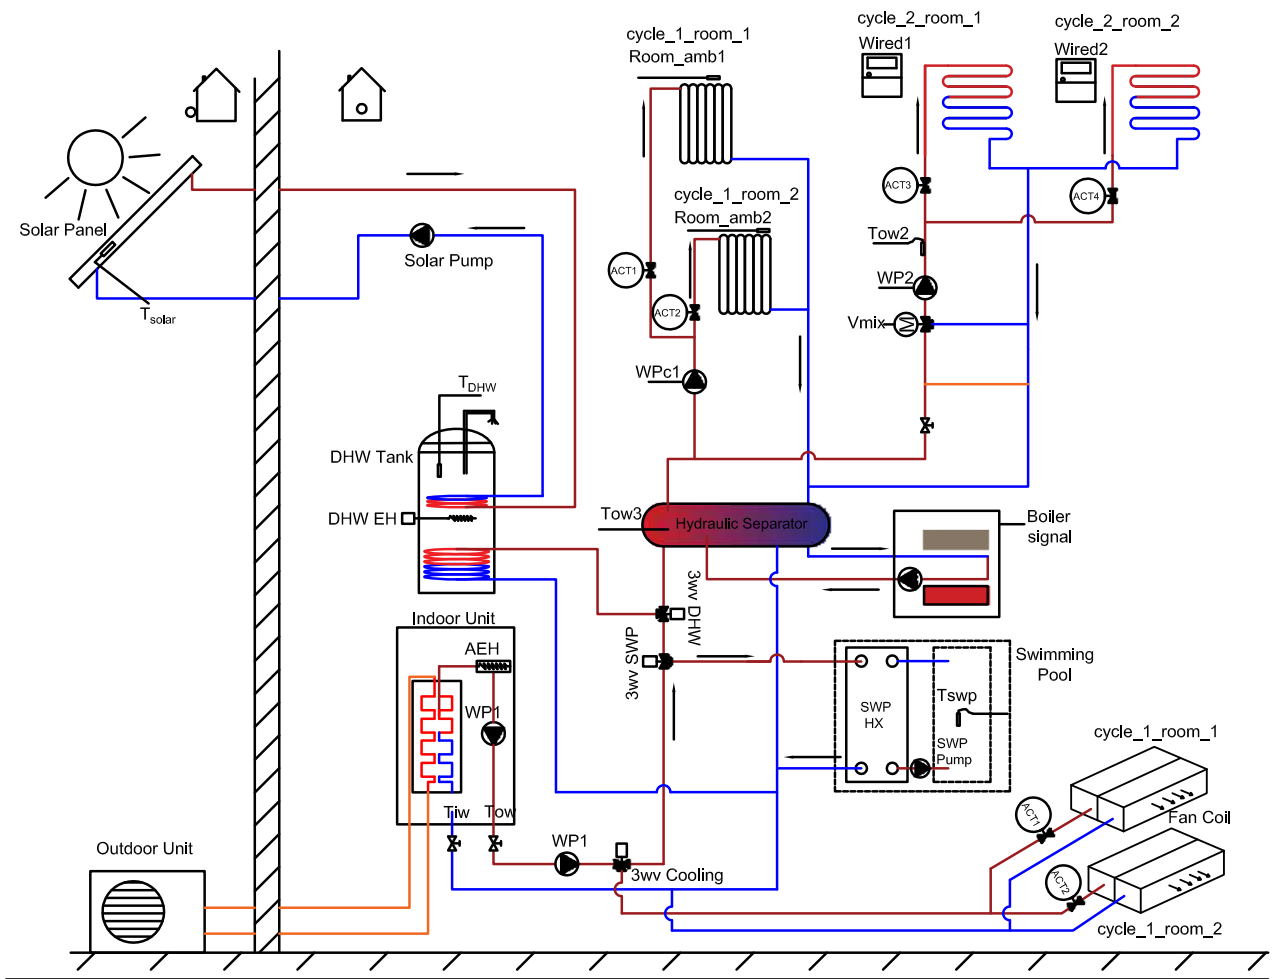 cycle_1_room_1
Room_amb1
cycle_2_room_1
Wired1
cycle_2_room_2
Wired2
Solar Panel
T solar
Solar Pump
cycle_1_room_2
Room_amb2
ACT1
ACT2
ACT3
ACT4
Tow2
WP2
Vmix
M
WPc1
TDHW
DHW Tank
DHW EH
Tow3
Hydraulic Separator
Boiler
signal
3wv DHW
3wv SWP
Indoor Unit
AEH
WP1
Tiw
Tow
Swimming
Pool
Tswp
SWP
HX
SWP
Pump
cycle_1_room_1
ACT1
Fan Coil
ACT2
cycle_1_room_2
WP1
3wv Cooling
Outdoor Unit